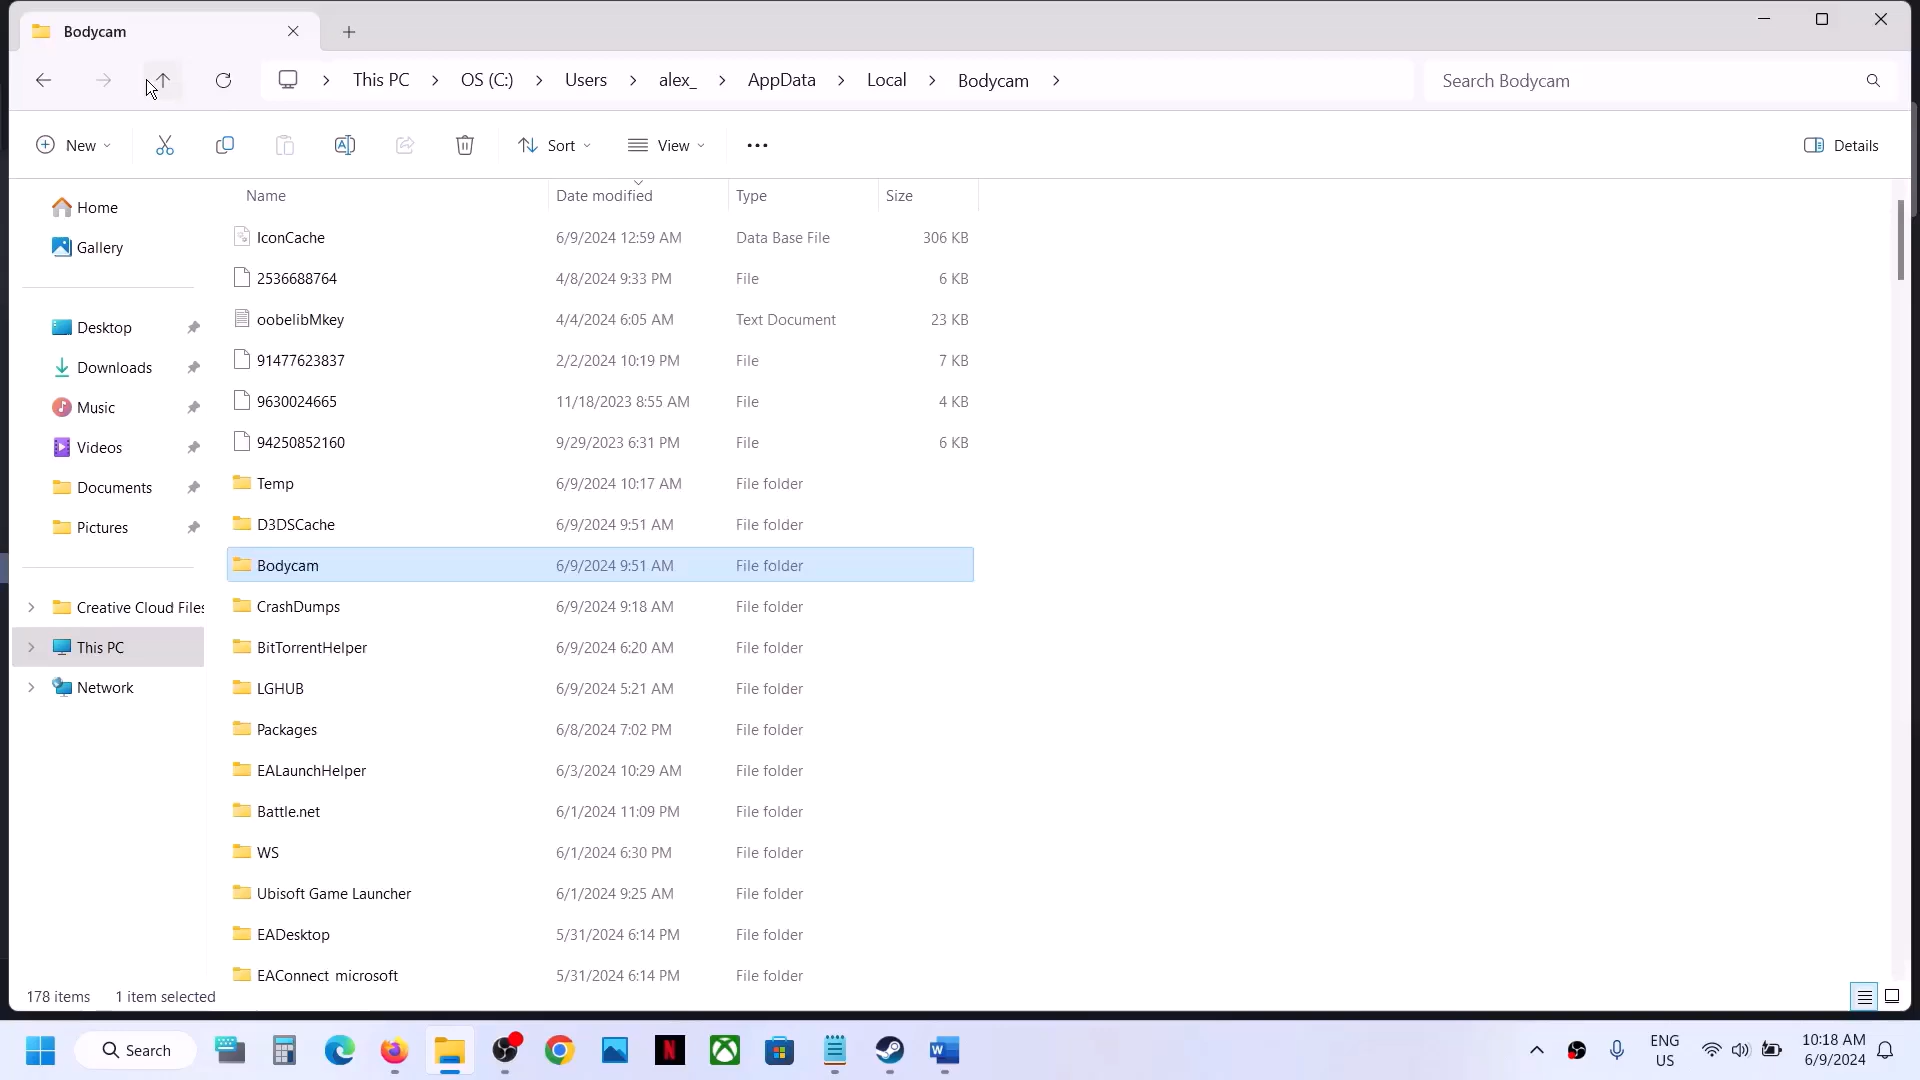 Bodycam
This PC
OS (C:)
Users
alex_
AppData
Local
Bodycam
Search Bodycam
New
Sort
View
Details
Name
Date modified
Type
Size
IconCache 6/9/2024 12:59 AM Data Base File 306 KB
2536688764 4/8/2024 9:33 PM File 6 KB
oobelibMkey 4/4/2024 6:05 AM Text Document 23 KB
91477623837 2/2/2024 10:19 PM File 7 KB
9630024665 11/18/2023 8:55 AM File 4 KB
94250852160 9/29/2023 6:31 PM File 6 KB
Temp 6/9/2024 10:17 AM File folder
D3DSCache 6/9/2024 9:51 AM File folder
Bodycam 6/9/2024 9:51 AM File folder
CrashDumps 6/9/2024 9:18 AM File folder
BitTorrentHelper 6/9/2024 6:20 AM File folder
LGHUB 6/9/2024 5:21 AM File folder
Packages 6/8/2024 7:02 PM File folder
EALaunchHelper 6/3/2024 10:29 AM File folder
Battle.net 6/1/2024 11:09 PM File folder
WS 6/1/2024 6:30 PM File folder
Ubisoft Game Launcher 6/1/2024 9:25 AM File folder
EADesktop 5/31/2024 6:14 PM File folder
EAConnect_microsoft 5/31/2024 6:14 PM File folder
Home
Gallery
Desktop
Downloads
Music
Videos
Documents
Pictures
Creative Cloud Files
This PC
Network
178 items
1 item selected
Search
ENG
US
10:18 AM
6/9/2024